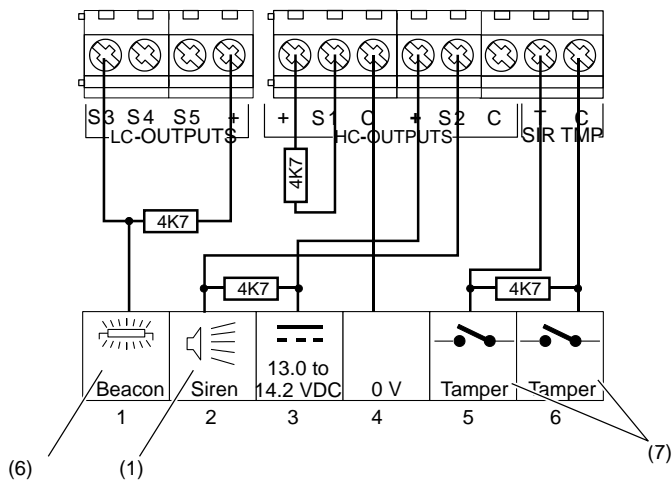 S3 S4 S5 +
LC-OUTPUTS
+ S1 C + S2 C
HC-OUTPUTS
T C
SIR TMP
4K7
4K7
4K7
4K7
Beacon
Siren
13.0 to
14.2 VDC
0 V
Tamper
Tamper
1 2 3 4 5 6
(6)
(1)
(7)